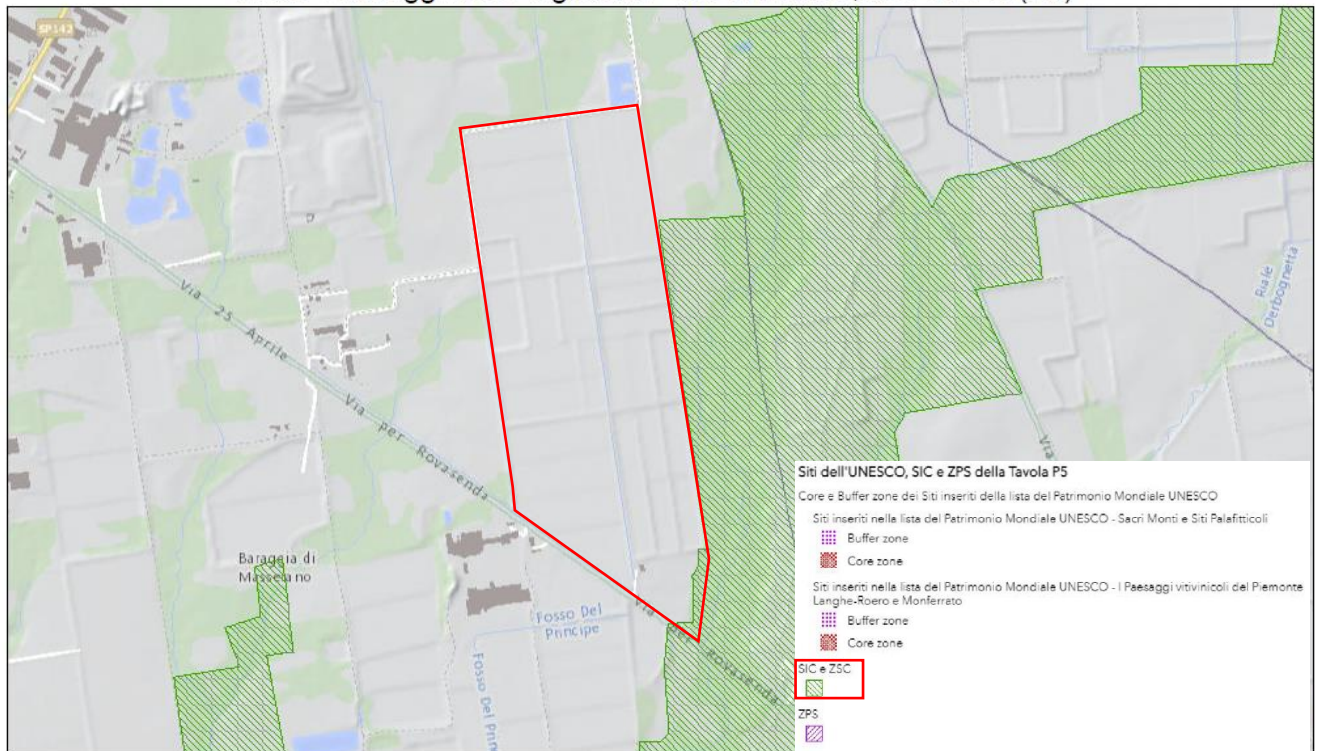 SP142
Via 25 Aprile
Via per Rovasenda
Baraggia di
Masserano
Fosso Del
Principe
Fosso Del Prin
Via per Rovasenda
Riale
Derbognetta
Via
Siti dell'UNESCO, SIC e ZPS della Tavola P5
Core e Buffer zone dei Siti inseriti della lista del Patrimonio Mondiale UNESCO
Siti inseriti nella lista del Patrimonio Mondiale UNESCO - Sacri Monti e Siti Palafitticoli
Buffer zone
Core zone
Siti inseriti nella lista del Patrimonio Mondiale UNESCO - I Paesaggi vitivinicoli del Piemonte
Langhe-Roero e Monferrato
Buffer zone
Core zone
SIC e ZSC
ZPS